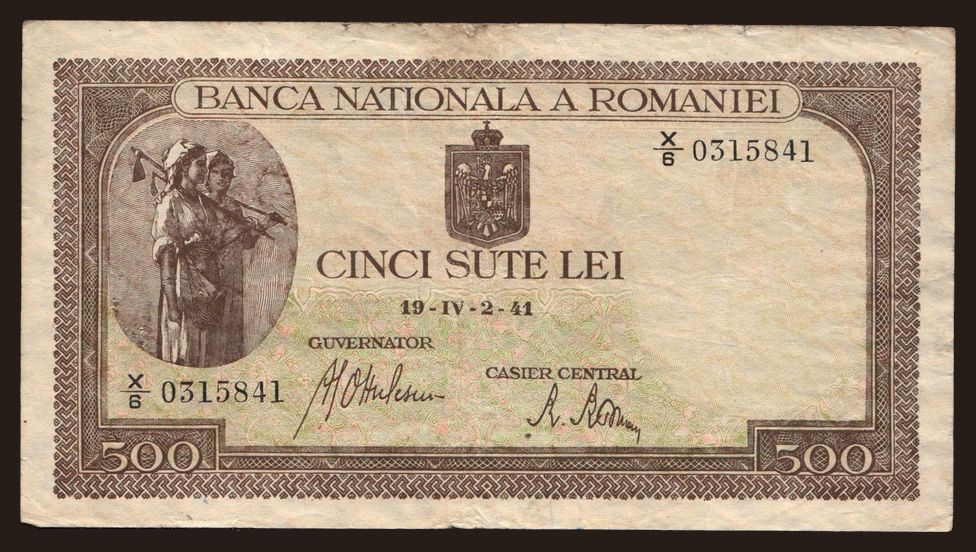 BANCA NATIONALA A ROMANIEI
X/6 0315841
CINCI SUTE LEI
19-IV-2-41
GUVERNATOR
CASIER CENTRAL
X/6 0315841
500
500